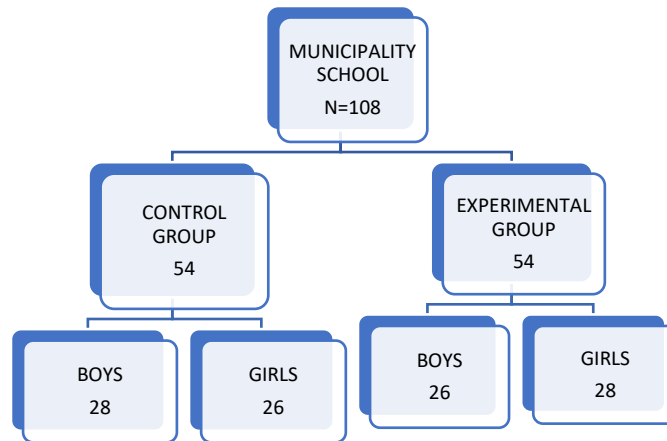 MUNICIPALITY
SCHOOL
N=108
CONTROL
GROUP
54
EXPERIMENTAL
GROUP
54
BOYS
28
GIRLS
26
BOYS
26
GIRLS
28